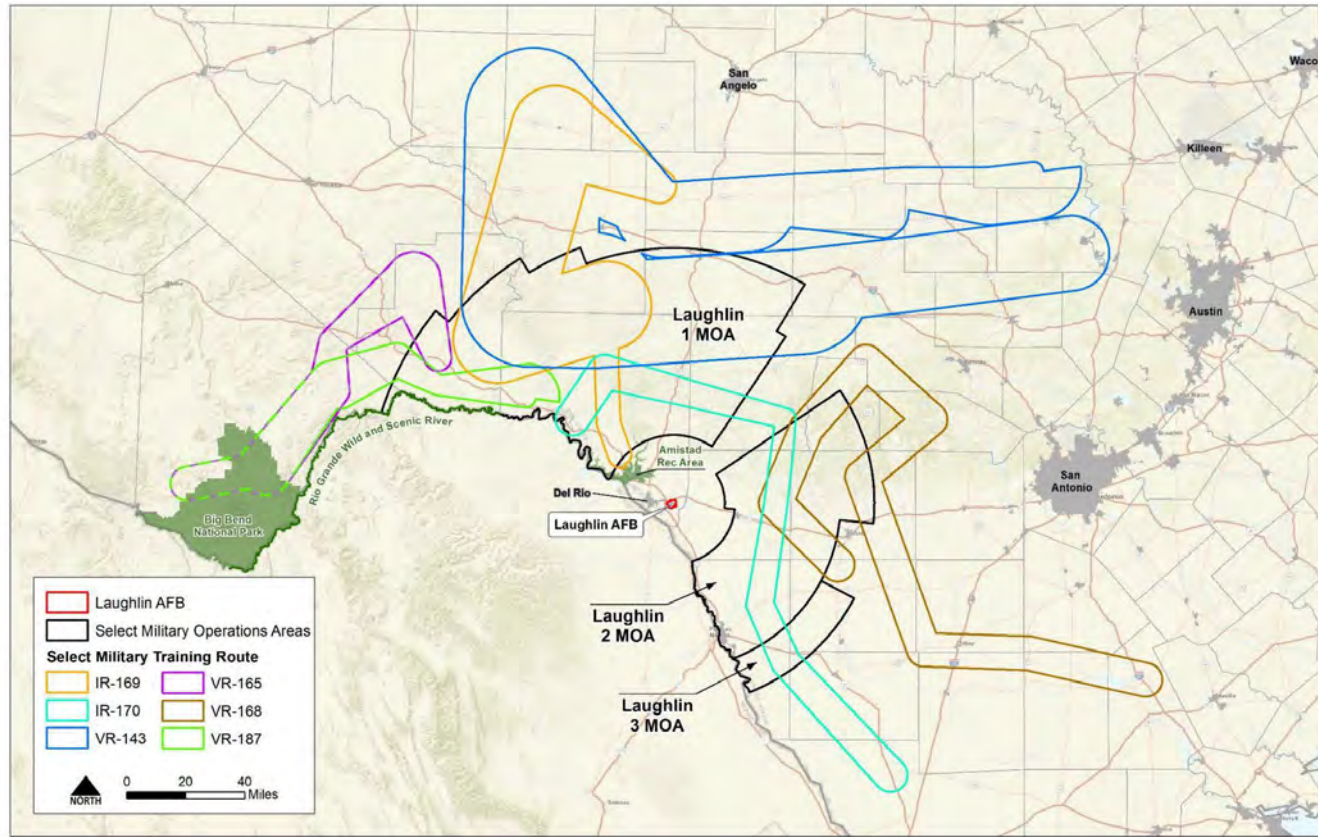 San
Angelo
Waco
Killeen
Laughlin
1 MOA
Austin
Rio Grande Wild and Scenic River
Amistad
Rec Area
San
Antonio
Del Rio
Laughlin AFB
Big Bend
National Park
Laughlin
2 MOA
Laughlin
3 MOA
Laughlin AFB
Select Military Operations Areas
Select Military Training Route
IR-169
VR-165
IR-170
VR-168
VR-143
VR-187
NORTH
0 20 40
Miles